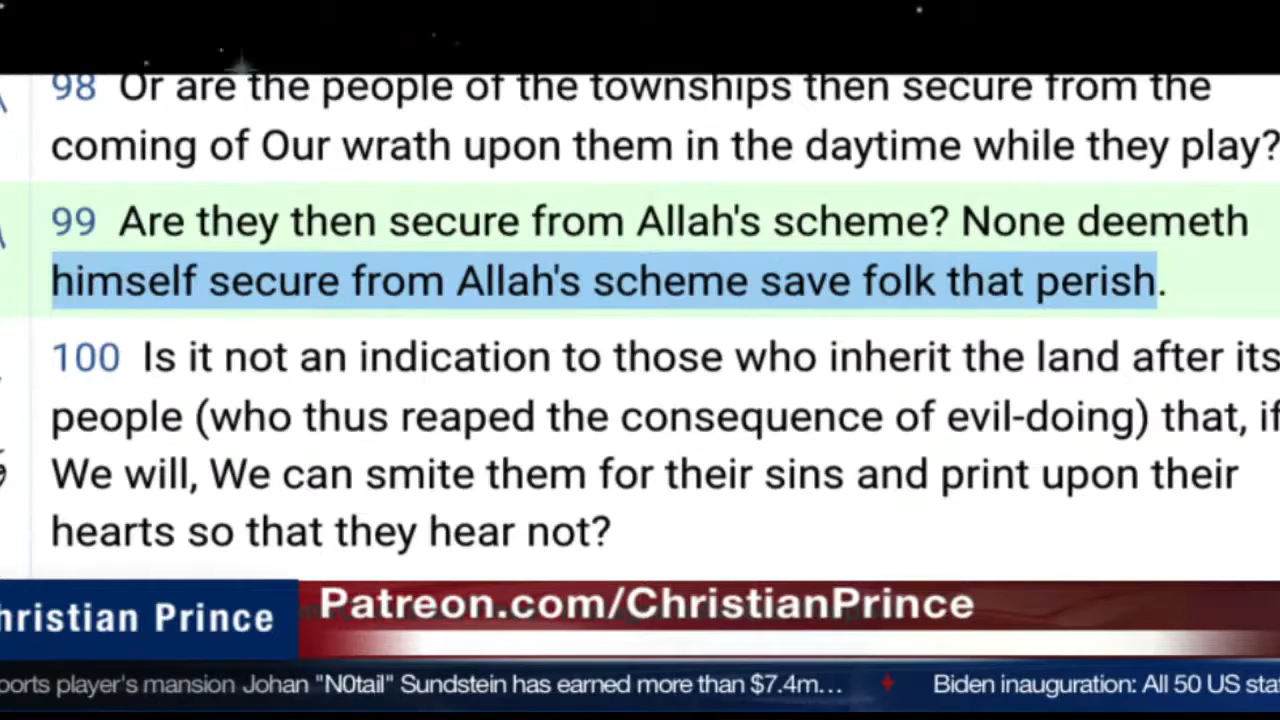 98 Or are the people of the townships then secure from the
coming of Our wrath upon them in the daytime while they play?
99 Are they then secure from Allah's scheme? None deemeth
himself secure from Allah's scheme save folk that perish.
100 Is it not an indication to those who inherit the land after its
people (who thus reaped the consequence of evil-doing) that, if
We will, We can smite them for their sins and print upon their
hearts so that they hear not?
hristian Prince
Patreon.com/ChristianPrince
ports player's mansion Johan "N0tail" Sundstein has earned more than $7.4m... Biden inauguration: All 50 US sta